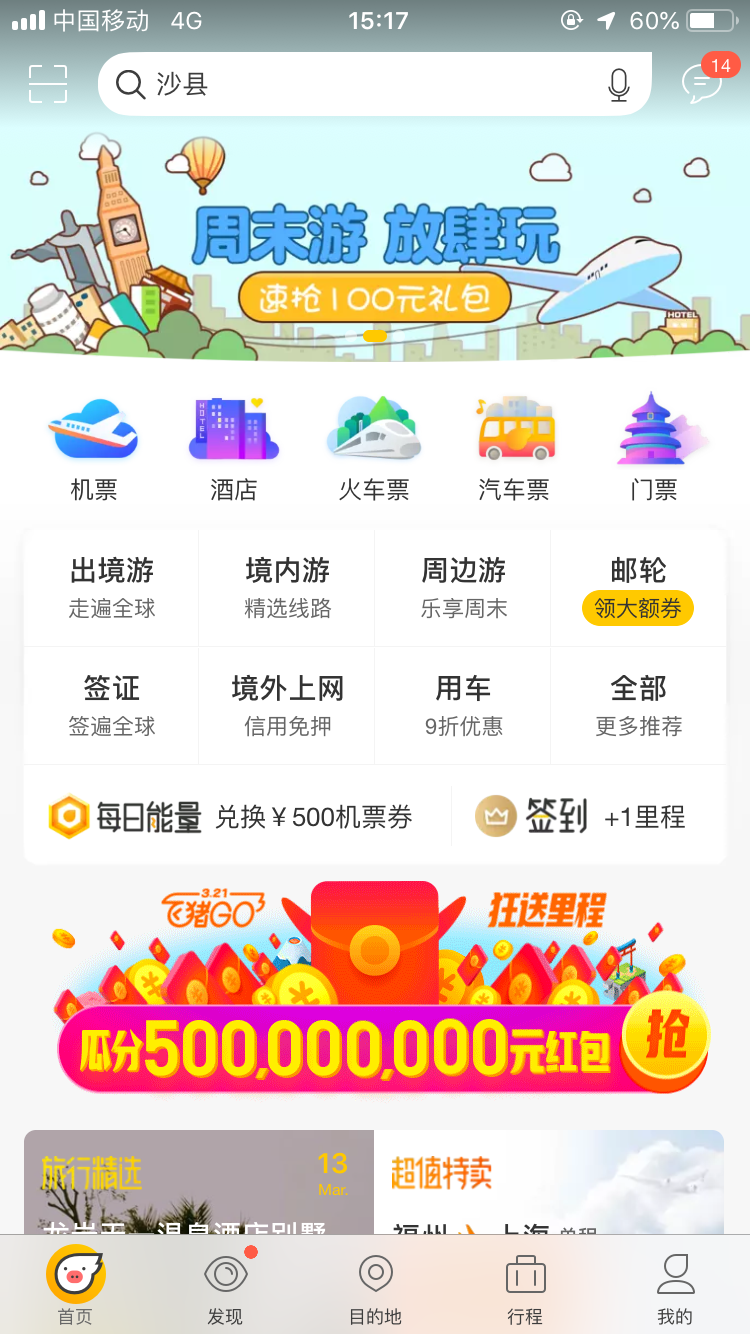 中国移动 4G 15:17 60%
沙县
14
周末游 放肆玩
速抢100元礼包
HOTEL
HOTEL
机票 酒店 火车票 汽车票 门票
出境游 境内游 周边游 邮轮
走遍全球 精选线路 乐享周末 领大额券
签证 境外上网 用车 全部
签遍全球 信用免押 9折优惠 更多推荐
每日能量 兑换¥500机票券 签到 +1里程
3.21
飞猪GO 狂送里程
瓜分500,000,000元红包 抢
旅行精选 13 超值特卖
Mar.
福州 上海 单程
首页 发现 目的地 行程 我的